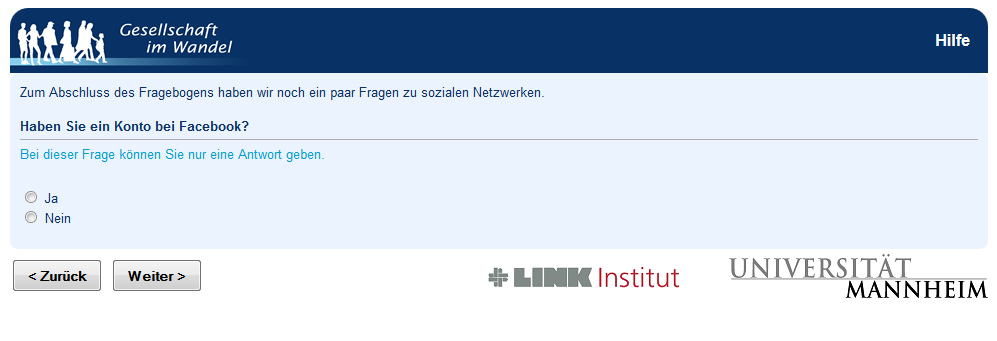 Gesellschaft
im Wandel
Hilfe
Zum Abschluss des Fragebogens haben wir noch ein paar Fragen zu sozialen Netzwerken.
Haben Sie ein Konto bei Facebook?
Bei dieser Frage können Sie nur eine Antwort geben.
Ja
Nein
< Zurück
Weiter >
LINK Institut
UNIVERSITÄT
MANNHEIM